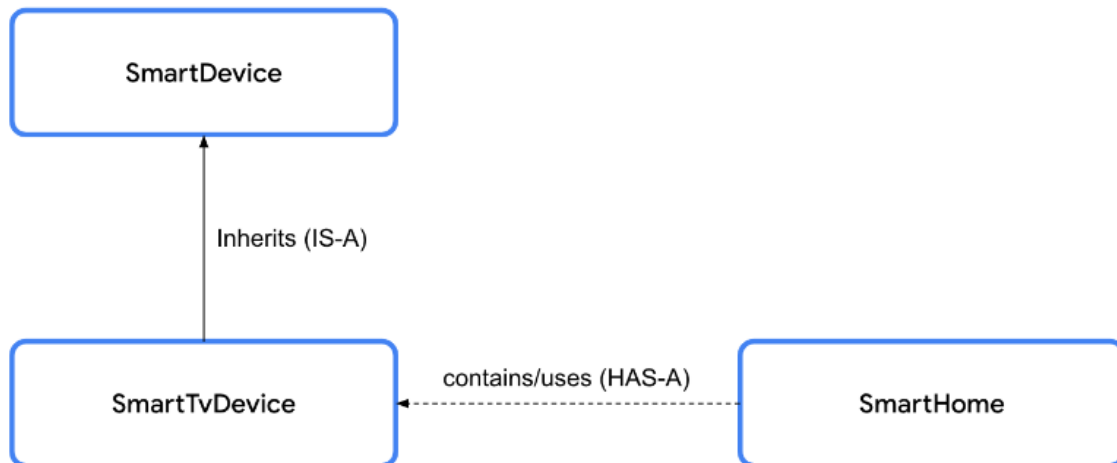 SmartDevice
Inherits (IS-A)
SmartTvDevice
contains/uses (HAS-A)
SmartHome